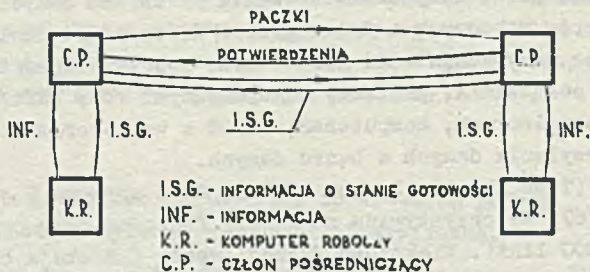 PACZKI
C.P. POTWIERDZENIA C.P.
INF. I.S.G. I.S.G. I.S.G. INF.
K.R. K.R.
I.S.G. - INFORMACJA O STANIE GOTOWOŚCI
INF. - INFORMACJA
K.R. - KOMPUTER ROBOCZY
C.P. - CZŁON POŚREDNICZĄCY